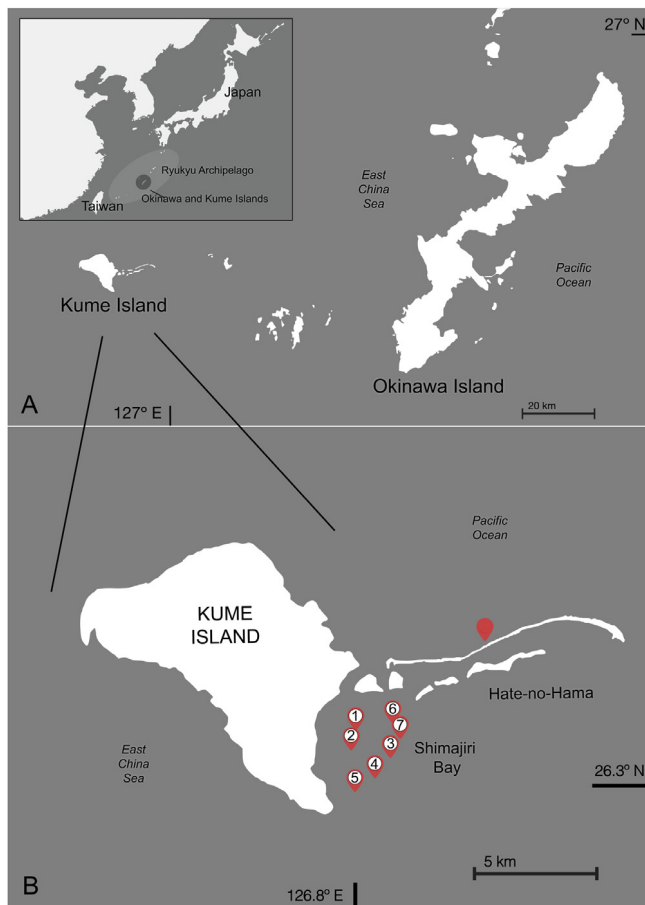 27° N
Japan
Ryukyu Archipelago
Okinawa and Kume Islands
Taiwan
East
China
Sea
Pacific
Ocean
Kume Island
Okinawa Island
A
127° E
20 km
Pacific
Ocean
KUME
ISLAND
Hate-no-Hama
6
1
7
2
3
Shimajiri
Bay
4
5
East
China
Sea
26.3° N
5 km
B
126.8° E